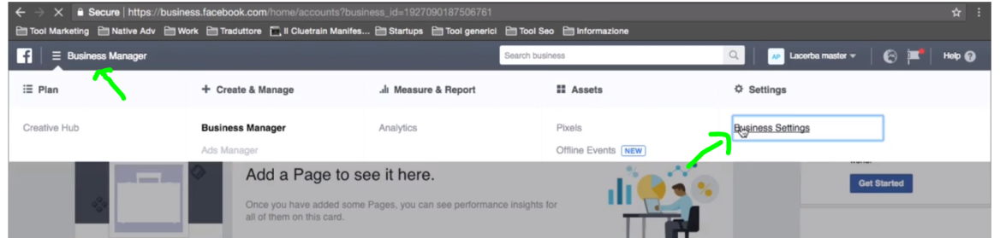 Secure | https://business.facebook.com/home/accounts?business_id=1927090187506761
Tool Marketing Native Adv Work Traduttore Il Cluetrain Manifes... Startups Tool generici Tool Seo Informazione
f Business Manager Search business AP Lacerba master Help ?
Plan + Create & Manage Measure & Report Assets Settings
Creative Hub Business Manager Analytics Pixels Business Settings
Ads Manager Offline Events NEW
Add a Page to see it here.
Get Started
Once you have added some Pages, you can see performance insights for
all of them on this card.